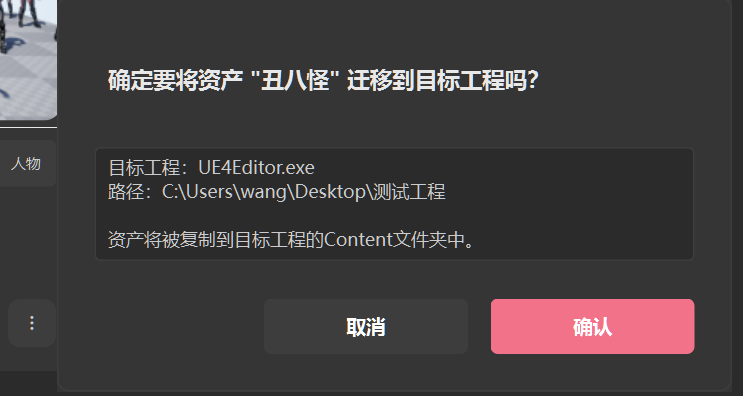 确定要将资产 "丑八怪" 迁移到目标工程吗?
人物
目标工程：UE4Editor.exe
路径：C:\Users\wang\Desktop\测试工程
资产将被复制到目标工程的Content文件夹中。
取消
确认